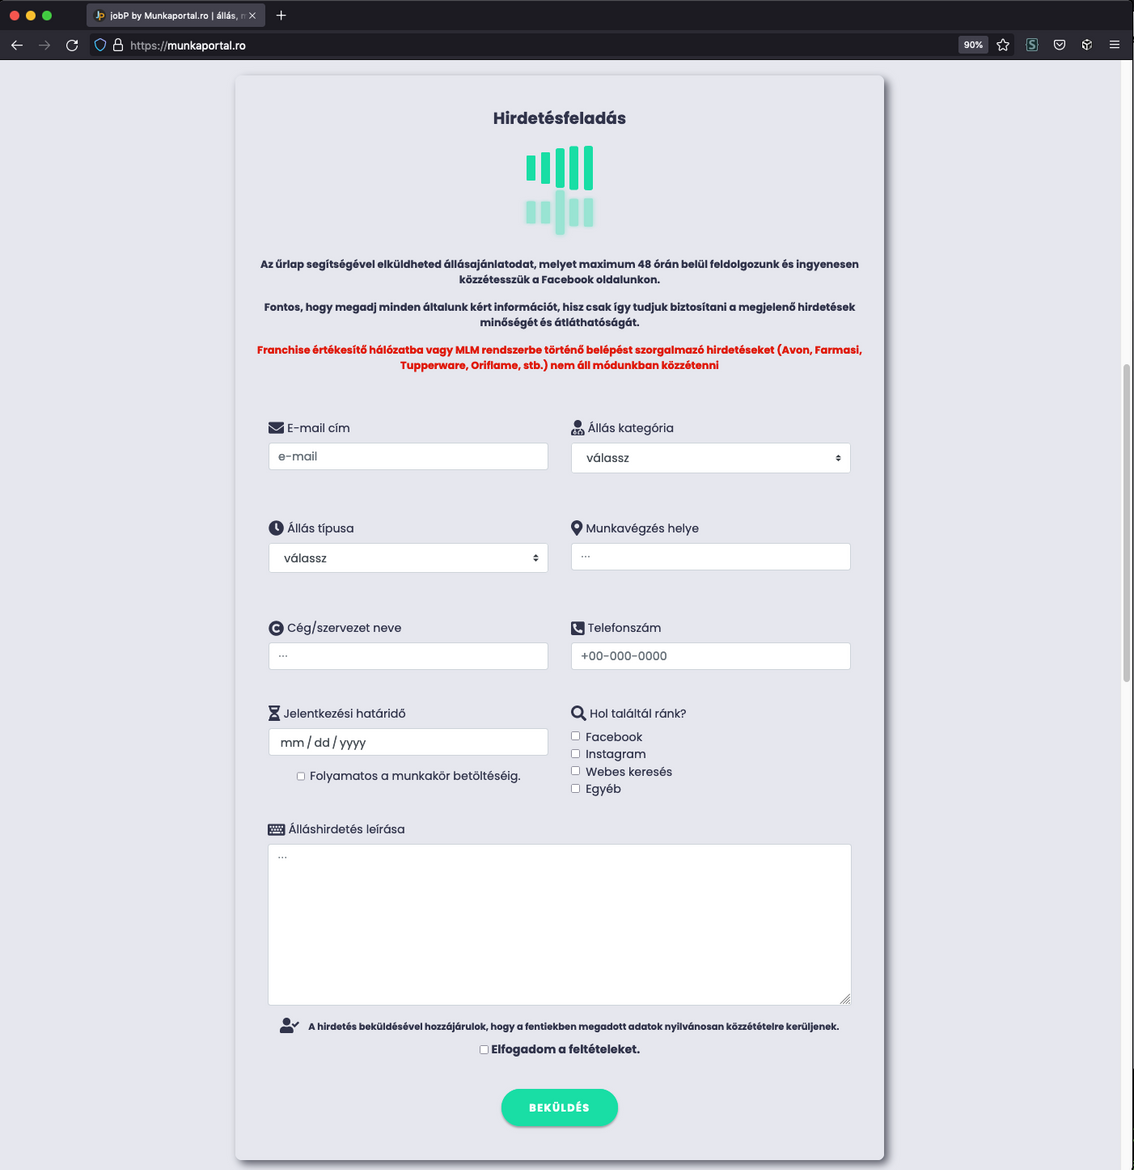 jobP by Munkaportal.ro | állás,
https://munkaportal.ro
90%
Hirdetésfeladás
Az űrlap segítségével elküldheted állásajánlatodat, melyet maximum 48 órán belül feldolgozunk és ingyenesen
közzétesszük a Facebook oldalunkon.
Fontos, hogy megadj minden általunk kért információt, hisz csak így tudjuk biztosítani a megjelenő hirdetések
minőségét és átláthatóságát.
Franchise értékesítő hálózatba vagy MLM rendszerbe történő belépést szorgalmazó hirdetéseket (Avon, Farmasi,
Tupperware, Oriflame, stb.) nem áll módunkban közzétenni
E-mail cím
e-mail
Állás kategória
válassz
Állás típusa
válassz
Munkavégzés helye
...
Cég/szervezet neve
...
Telefonszám
+00-000-0000
Jelentkezési határidő
mm / dd / yyyy
Folyamatos a munkakör betöltéséig.
Hol találtál ránk?
Facebook
Instagram
Webes keresés
Egyéb
Álláshirdetés leírása
...
A hirdetés beküldésével hozzájárulok, hogy a fentiekben megadott adatok nyilvánosan közzétételre kerüljenek.
Elfogadom a feltételeket.
BEKÜLDÉS